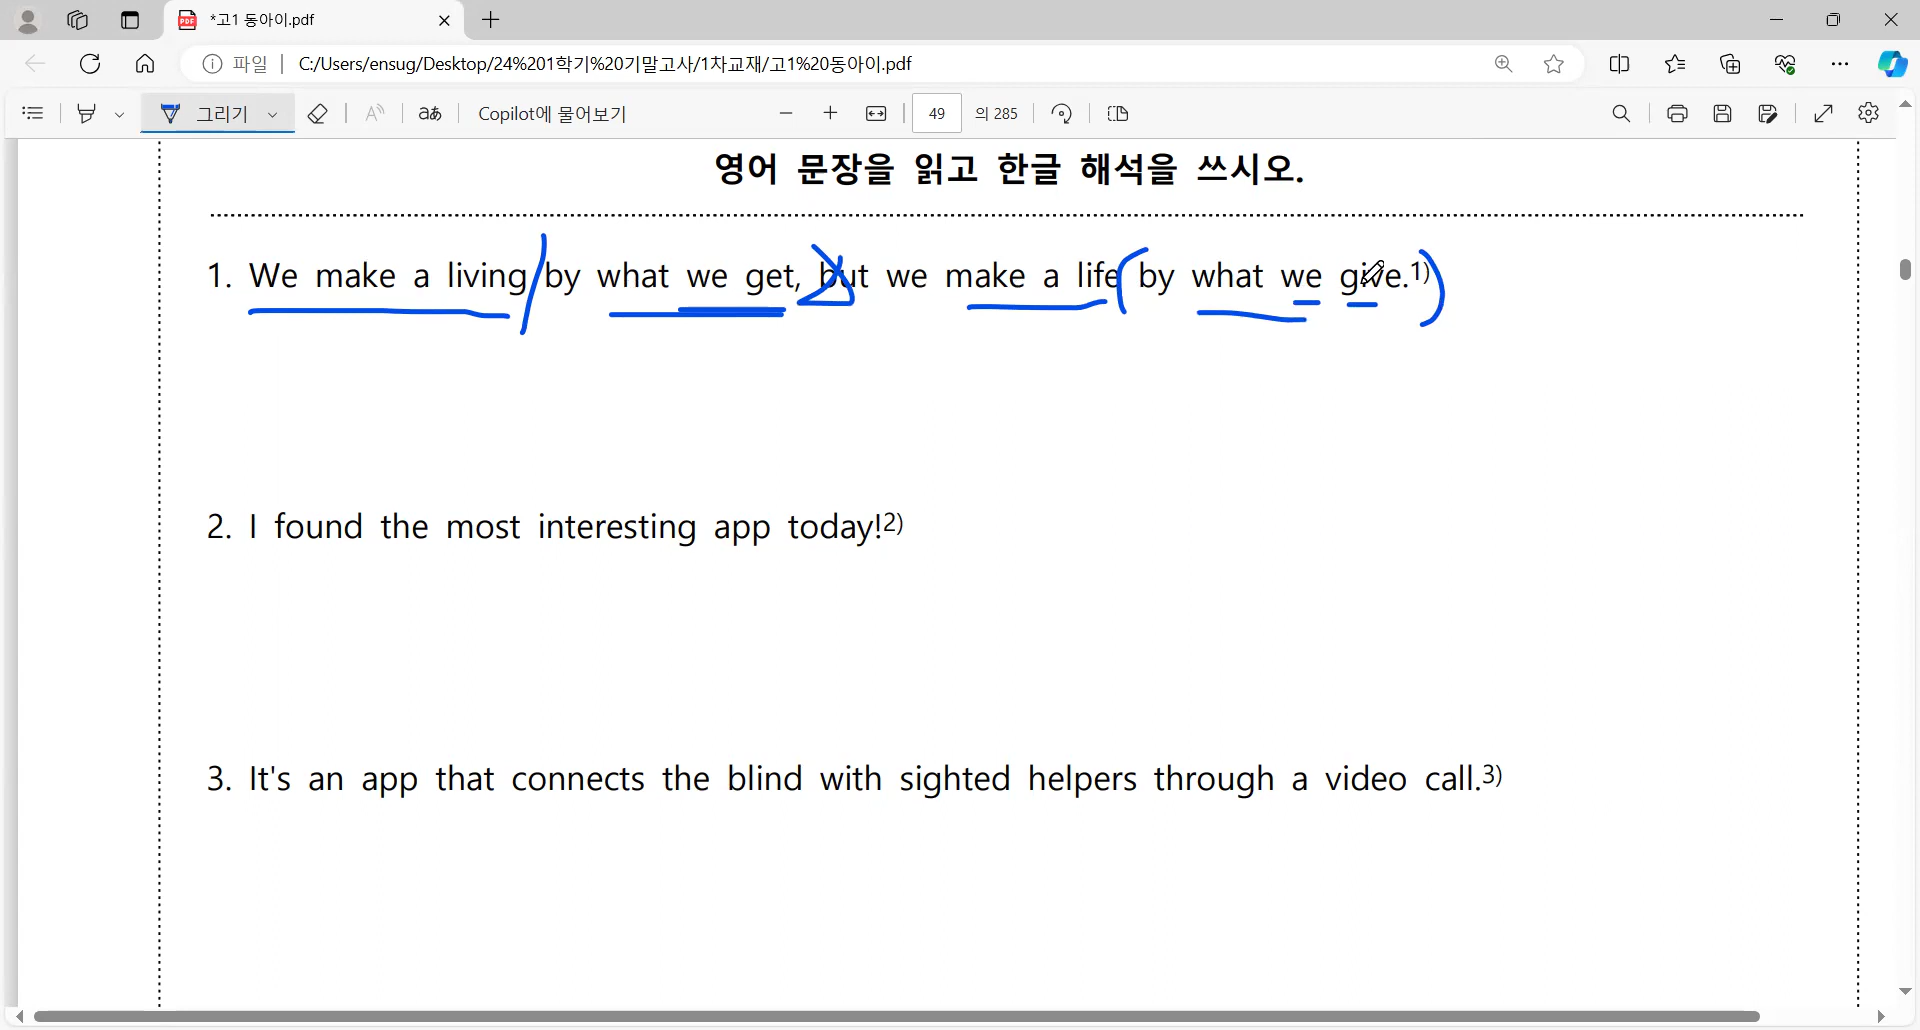 *고1 동아이.pdf
파일 C:/Users/ensug/Desktop/24%201학기%20기말고사/1차교재/고1%20동아이.pdf
그리기 Copilot에 물어보기 49 의 285
영어 문장을 읽고 한글 해석을 쓰시오.
1. We make a living by what we get, but we make a life by what we give.1)
2. I found the most interesting app today!2)
3. It's an app that connects the blind with sighted helpers through a video call.3)